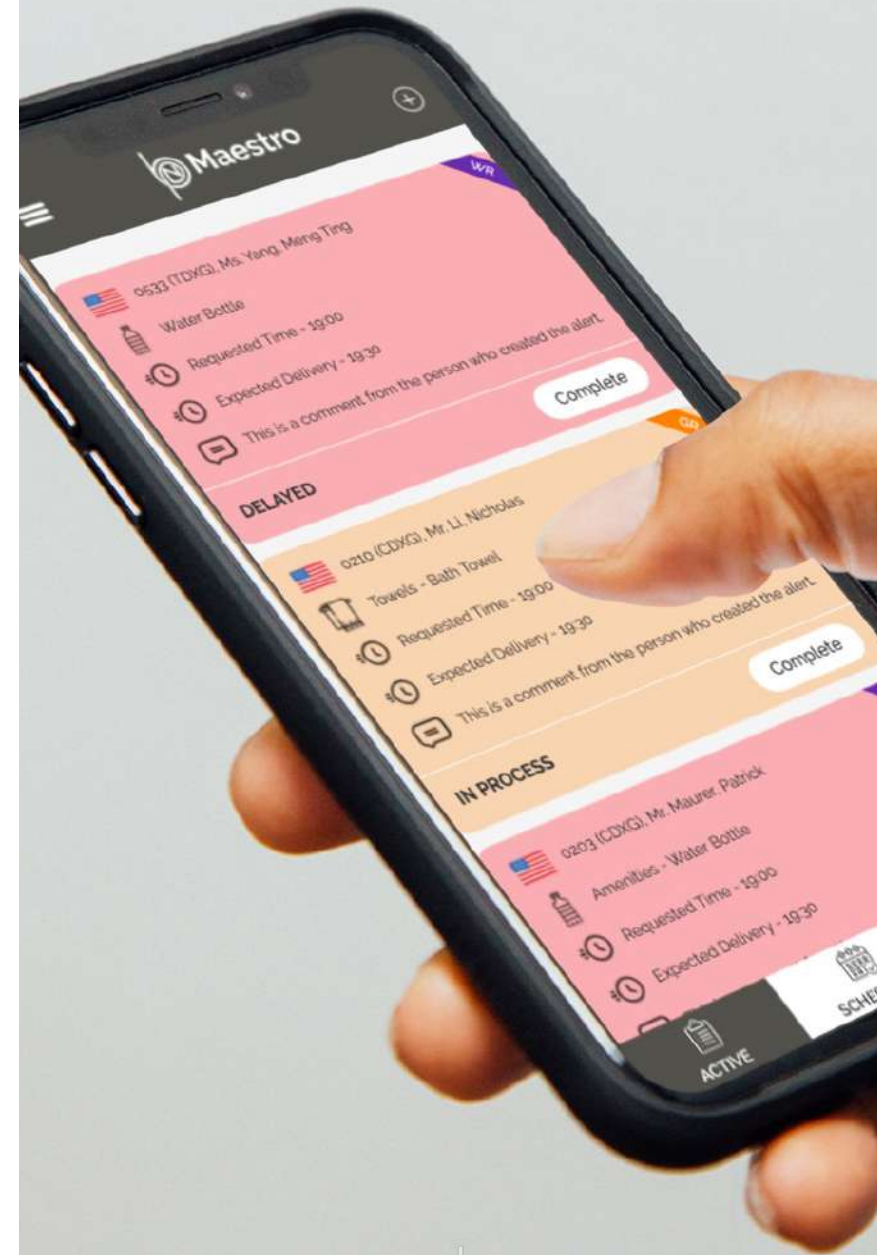 Maestro
WR
0533 (TDXG), Ms. Yang, Meng Ting
Water Bottle
Requested Time - 19:00
Expected Delivery - 19:30
This is a comment from the person who created the alert.
Complete
DELAYED
0210 (CDXG), Mr. Li, Nicholas
Towels - Bath Towel
Requested Time - 19:00
Expected Delivery - 19:30
This is a comment from the person who created the alert.
Complete
IN PROCESS
0203 (CDXG), Mr. Maurer, Patrick
Amenities - Water Bottle
Requested Time - 19:00
Expected Delivery - 19:30
ACTIVE